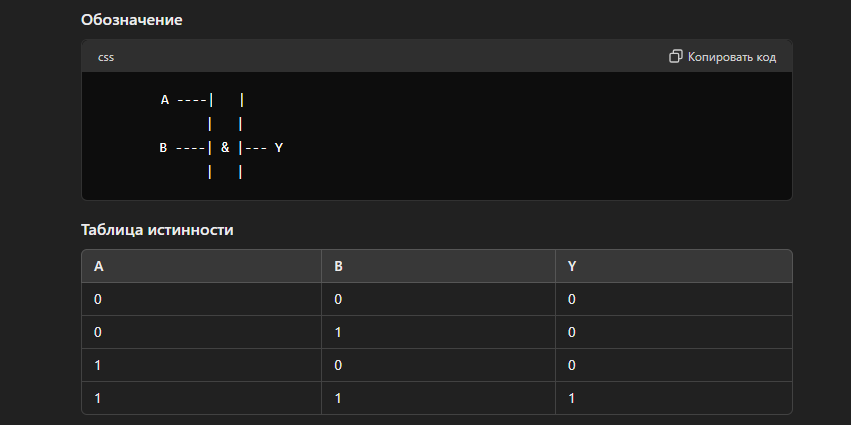 Обозначение
css Копировать код
A ----|   |
      |   |
B ----| & |--- Y
      |   |
Таблица истинности
A B Y
0 0 0
0 1 0
1 0 0
1 1 1